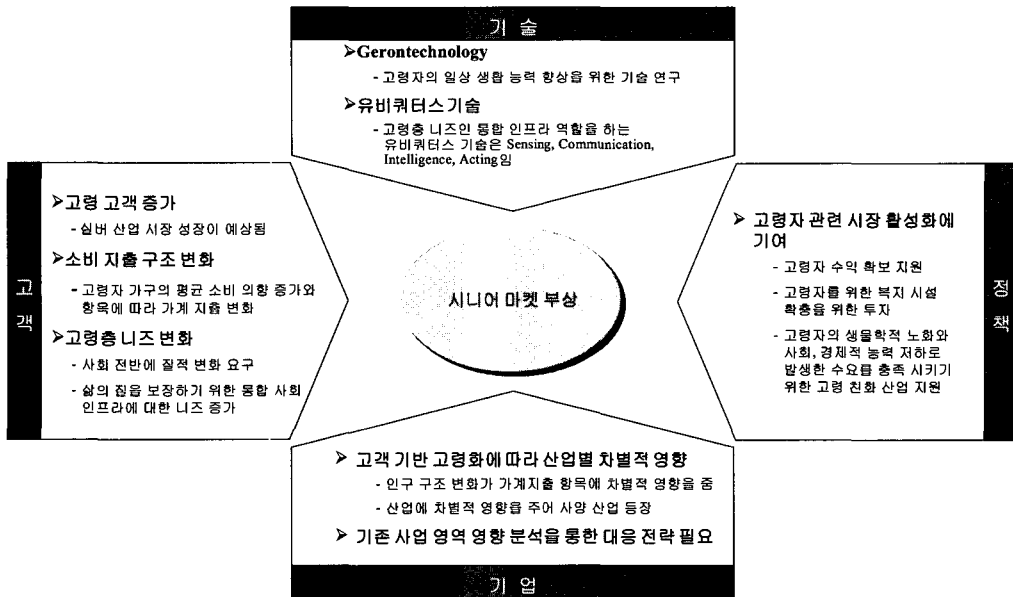 기 술
➢Gerontechnology
- 고령자의 일상 생활 능력 향상을 위한 기술 연구
➢유비쿼터스기술
- 고령층 니즈인 통합 인프라 역할을 하는
유비쿼터스 기술은 Sensing, Communication,
Intelligence, Acting임
고
객
➢고령 고객 증가
- 실버 산업 시장 성장이 예상됨
➢소비 지출 구조 변화
- 고령자 가구의 평균 소비 의향 증가와
항목에 따라 가계 지출 변화
➢고령층 니즈 변화
- 사회 전반에 질적 변화 요구
- 삶의 질을 보장하기 위한 통합 사회
인프라에 대한 니즈 증가
시니어 마켓 부상
➢ 고령자 관련 시장 활성화에
기여
- 고령자 수익 확보 지원
- 고령자를 위한 복지 시설
확충을 위한 투자
- 고령자의 생물학적 노화와
사회, 경제적 능력 저하로
발생한 수요를 충족 시키기
위한 고령 친화 산업 지원
정
책
➢ 고객 기반 고령화에 따라 산업별 차별적 영향
- 인구 구조 변화가 가계지출 항목에 차별적 영향을 줌
- 산업에 차별적 영향을 주어 사양 산업 등장
➢ 기존 사업 영역 영향 분석을 통한 대응 전략 필요
기 업